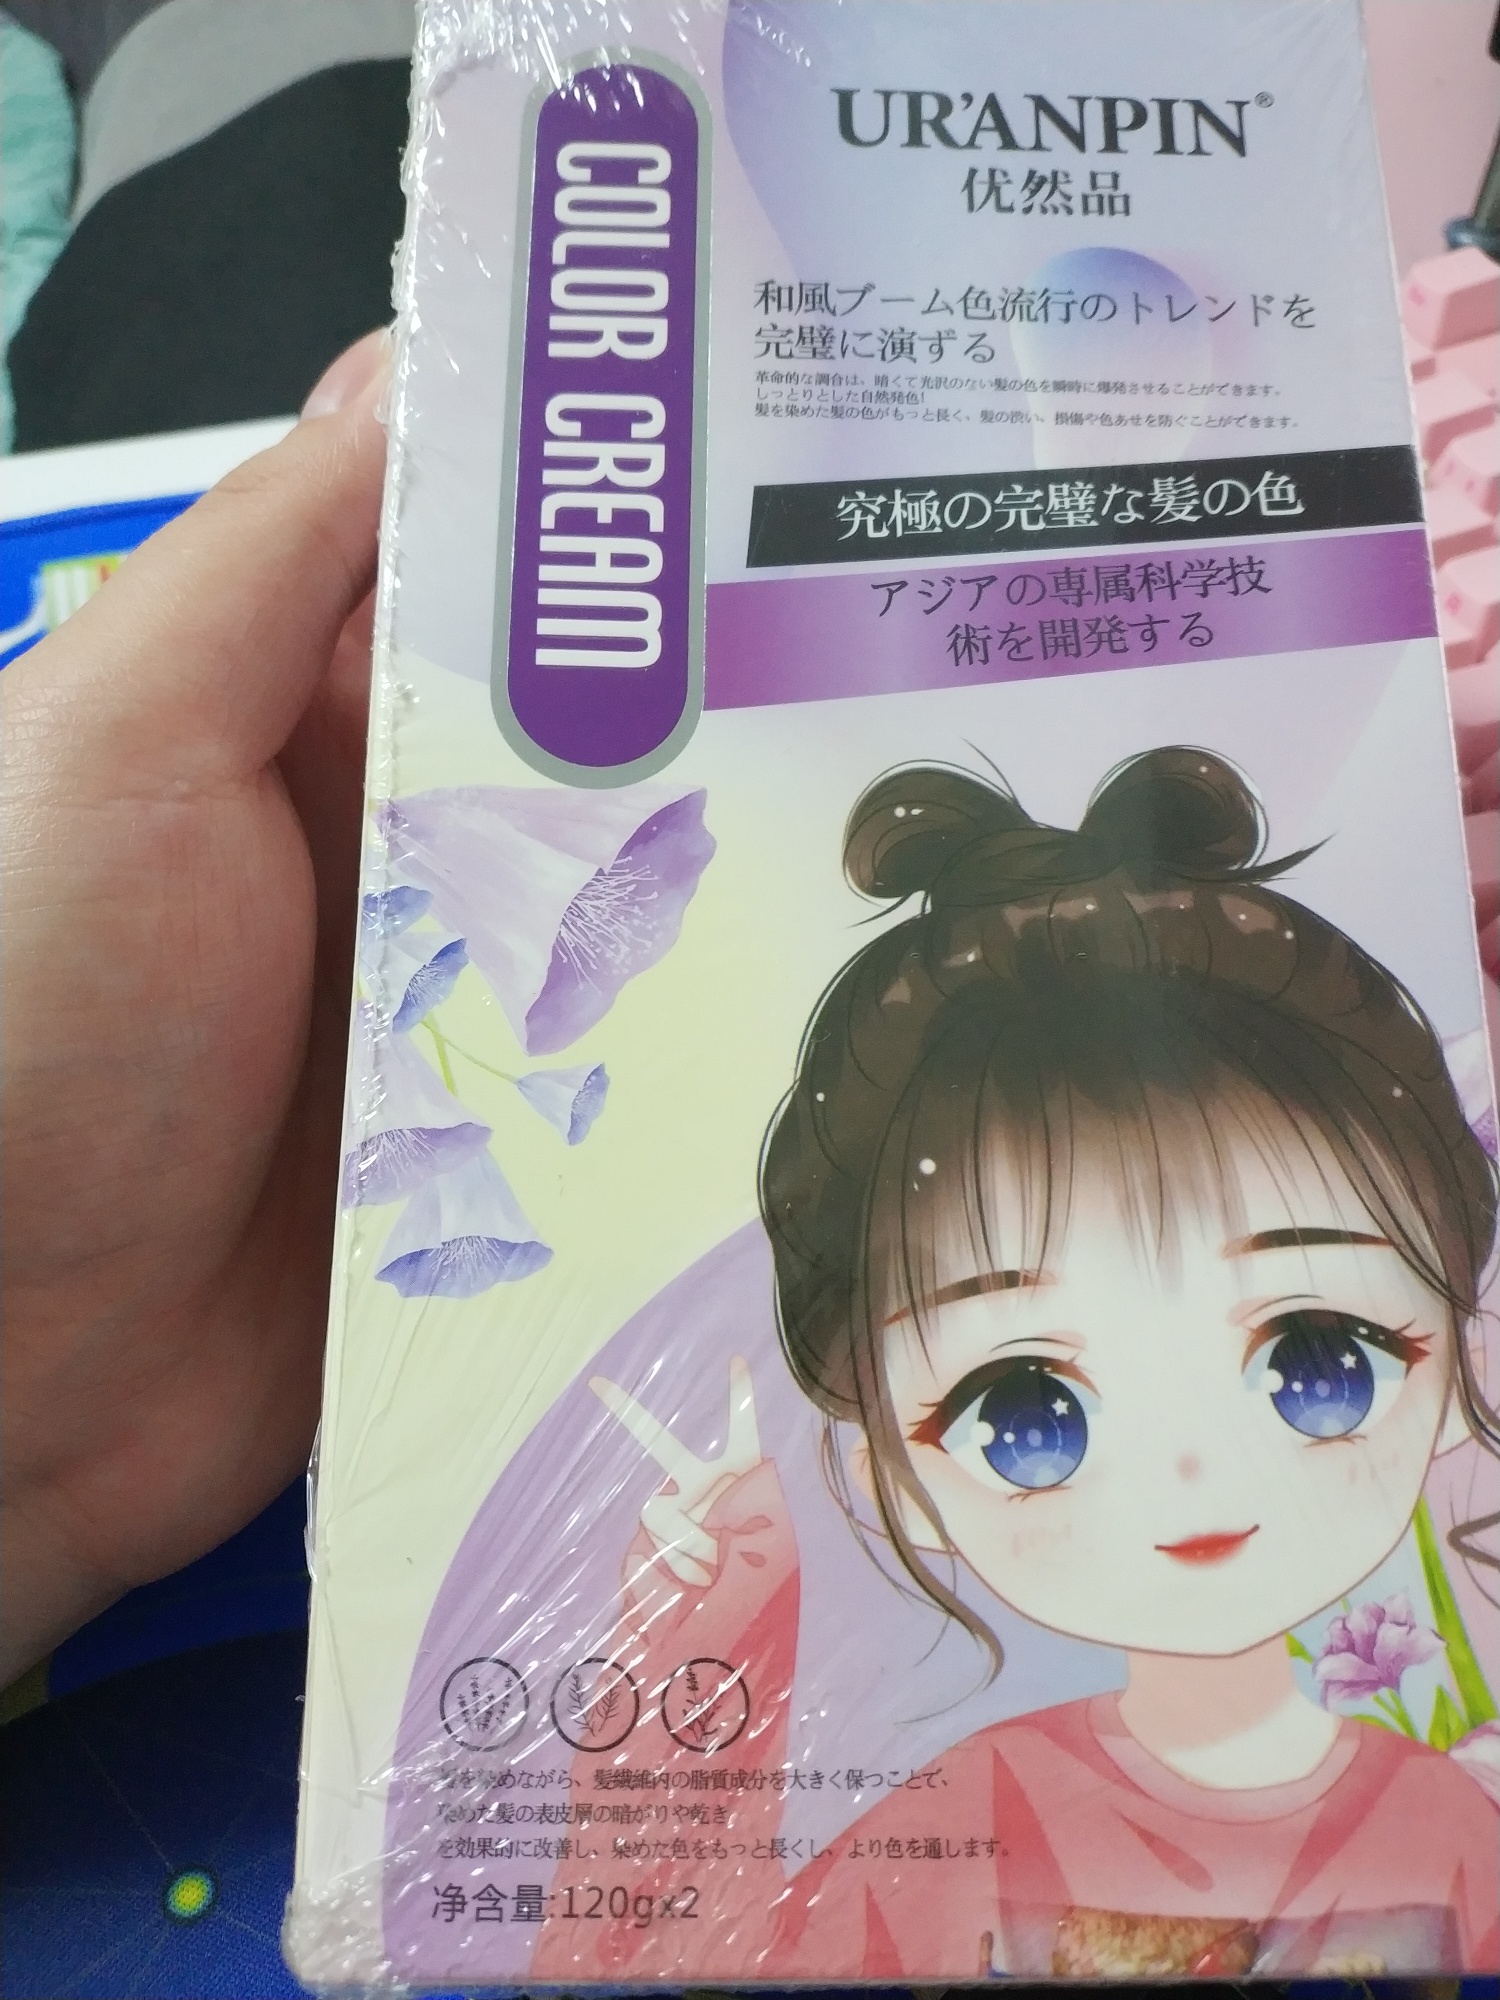 COLOR CREAM
UR'ANPIN®
优然品
和風ブーム色流行のトレンドを
完璧に演ずる
革命的な調合は、暗くて光沢のない髪の色を瞬時に爆発させることができます。
しっとりとした自然発色!
髪を染めた髪の色がもっと長く、髪の渋い、損傷や色あせを防ぐことができます。
究極の完璧な髪の色
アジアの専属科学技
術を開発する
を染めながら、髪繊維内の脂質成分を大きく保つことで、
染めた髪の表皮層の暗がりや乾き
を効果的に改善し、染めた色をもっと長くし、より色を通します。
净含量:120gx2